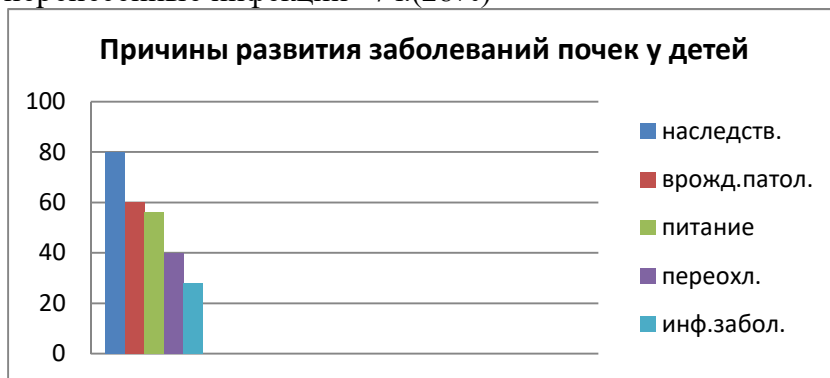 Причины развития заболеваний почек у детей
100
80
60
40
20
0
наследств.
врожд.патол.
питание
переохл.
инф.забол.